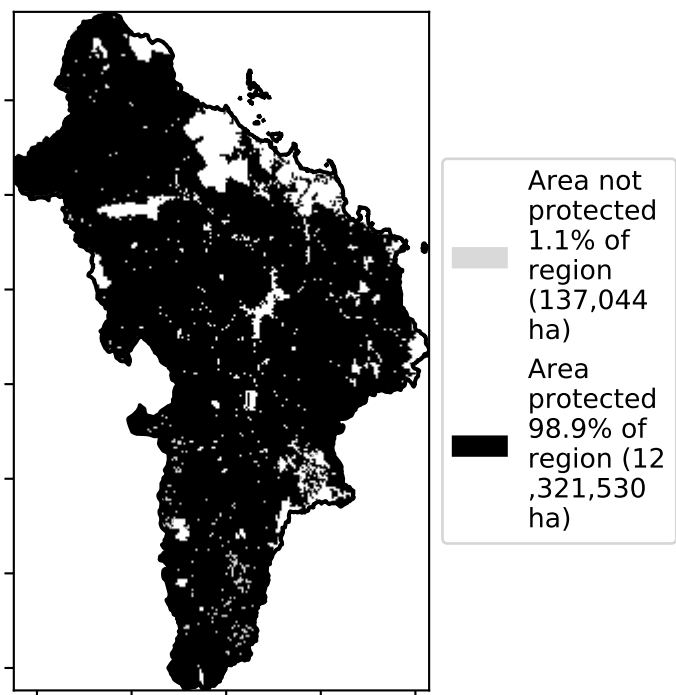 Area not
protected
1.1% of
region
(137,044
ha)
Area
protected
98.9% of
region (12
,321,530
ha)